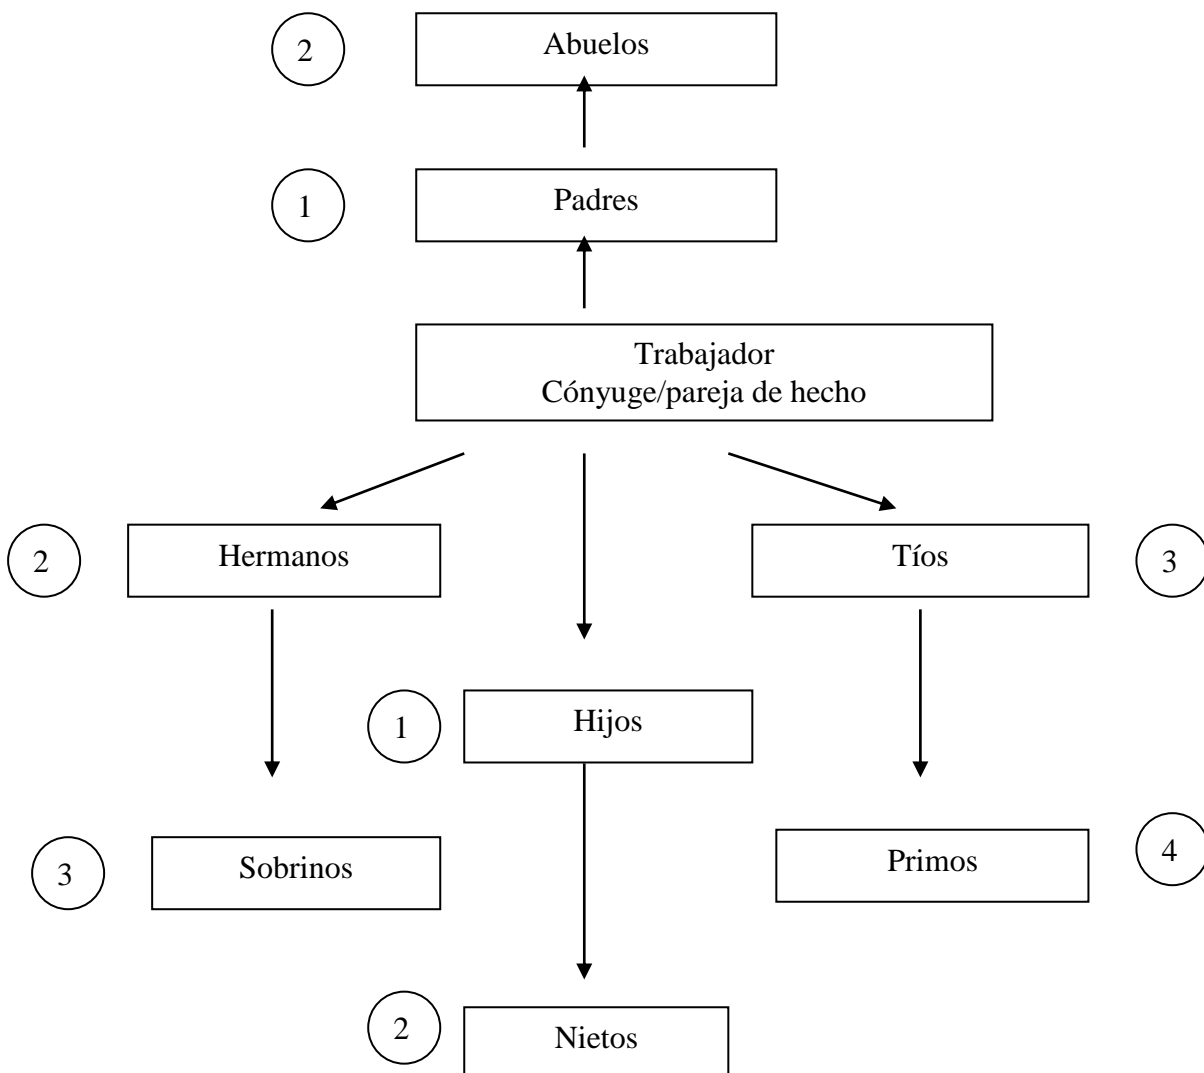 2
Abuelos
1
Padres
Trabajador
Cónyuge/pareja de hecho
2
Hermanos
Tíos
3
1
Hijos
3
Sobrinos
Primos
4
2
Nietos